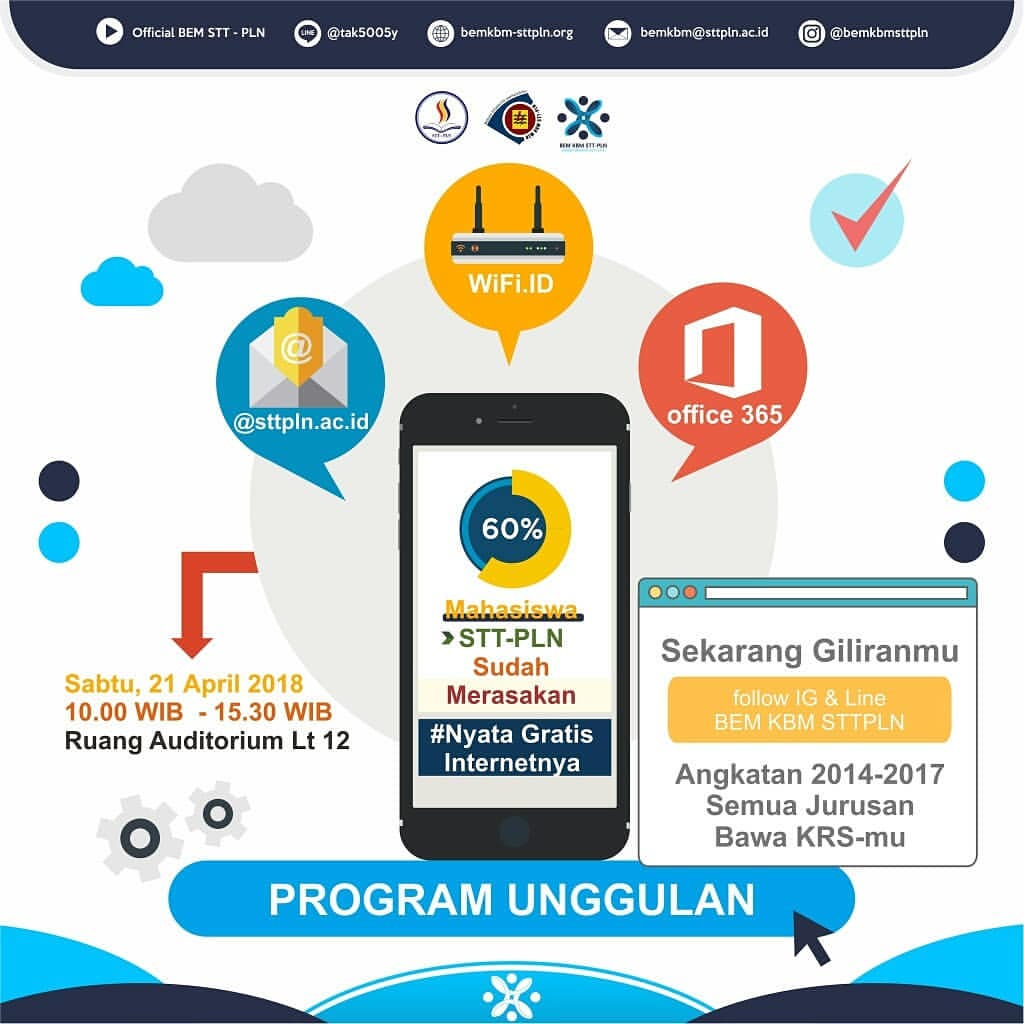 Official BEM STT - PLN
LINE
@tak5005y
bemkbm-sttpln.org
bemkbm@sttpln.ac.id
@bemkbmsttpln
STT - PLN
BEM KBM STT-PLN
WiFi.ID
@
@sttpln.ac.id
office 365
60%
Mahasiswa
STT-PLN
Sudah
Merasakan
#Nyata Gratis
Internetnya
Sabtu, 21 April 2018
10.00 WIB - 15.30 WIB
Ruang Auditorium Lt 12
Sekarang Giliranmu
follow IG & Line
BEM KBM STTPLN
Angkatan 2014-2017
Semua Jurusan
Bawa KRS-mu
PROGRAM UNGGULAN